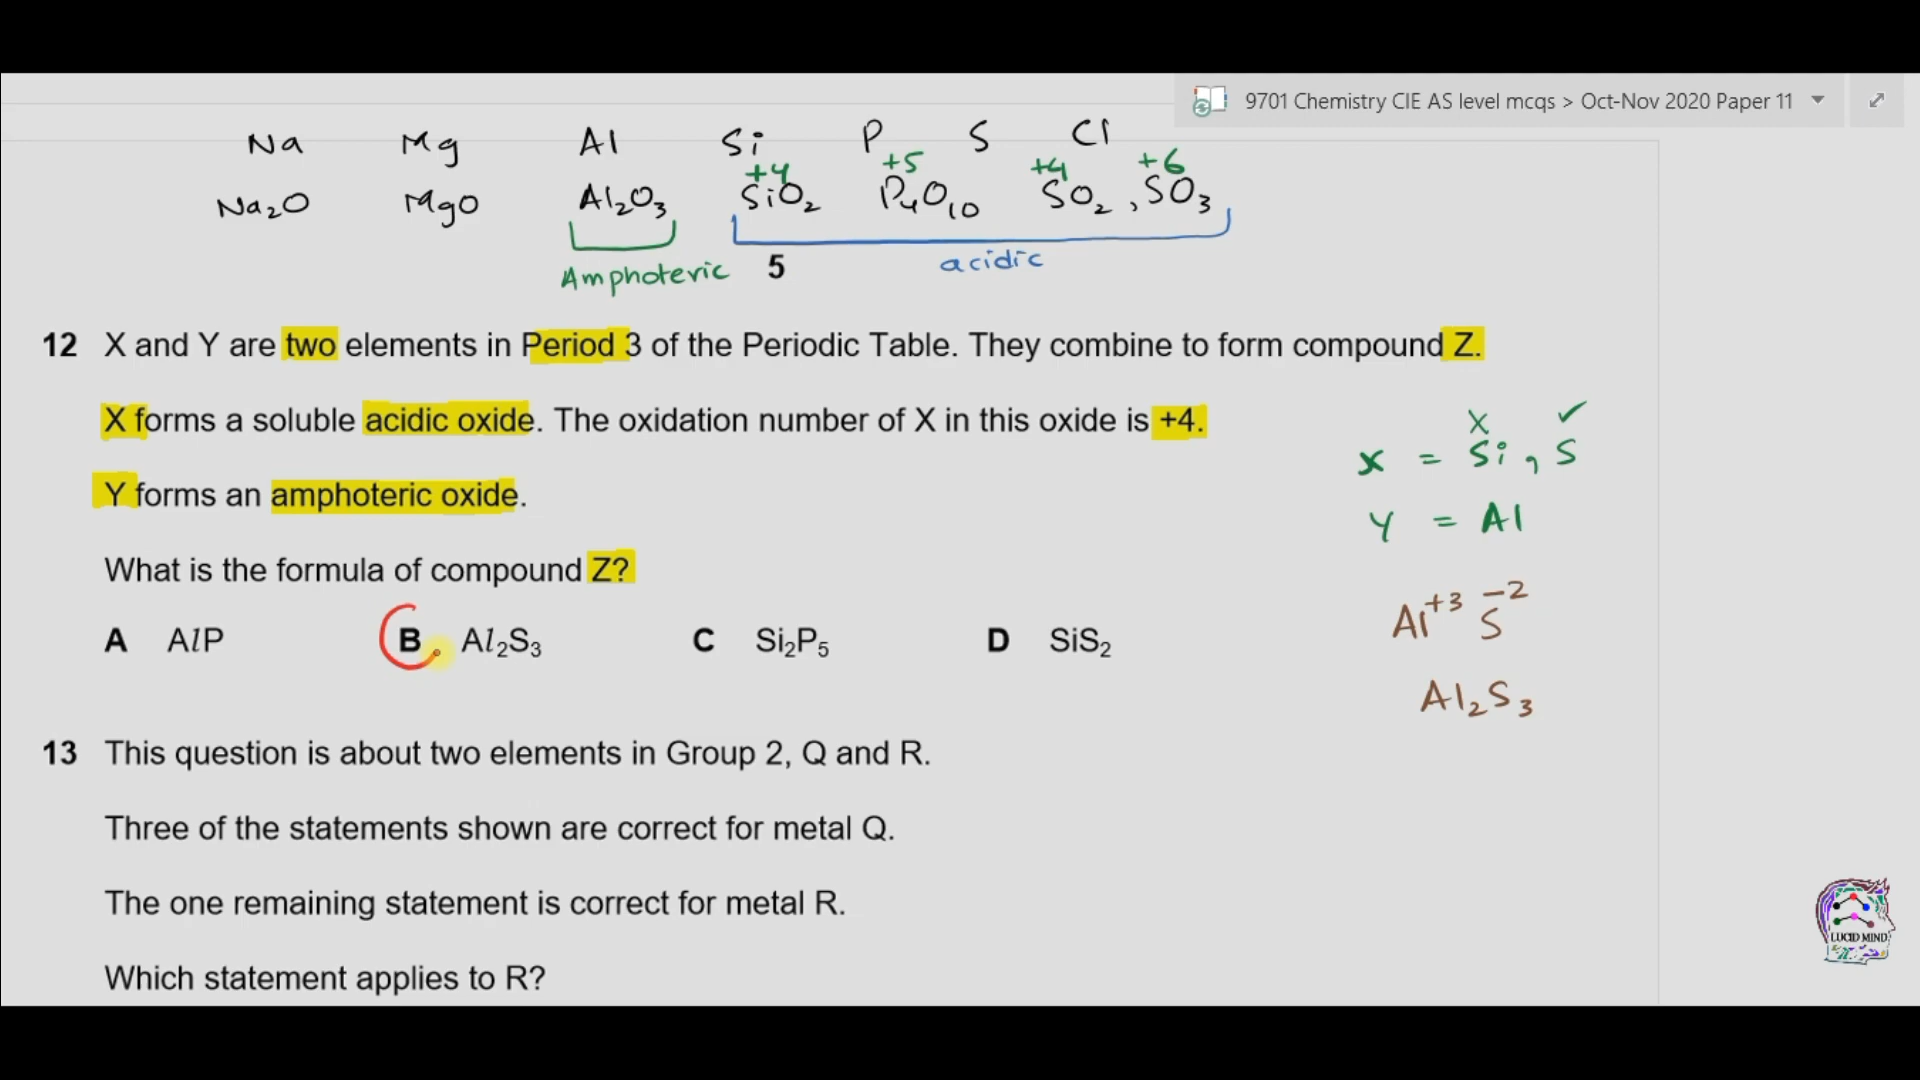 9701 Chemistry CIE AS level mcqs > Oct-Nov 2020 Paper 11
Na Mg Al Si P S Cl
+4 +5 +4 +6
Na₂O MgO Al₂O₃ SiO₂ P₄O₁₀ SO₂, SO₃
Amphoteric 5 acidic
12 X and Y are two elements in Period 3 of the Periodic Table. They combine to form compound Z.
X forms a soluble acidic oxide. The oxidation number of X in this oxide is +4.
X ✓
X = Si, S
Y forms an amphoteric oxide.
Y = Al
What is the formula of compound Z?
Al⁺³ S⁻²
A AlP B Al₂S₃ C Si₂P₅ D SiS₂
Al₂S₃
13 This question is about two elements in Group 2, Q and R.
Three of the statements shown are correct for metal Q.
The one remaining statement is correct for metal R.
LUCID MIND
Which statement applies to R?